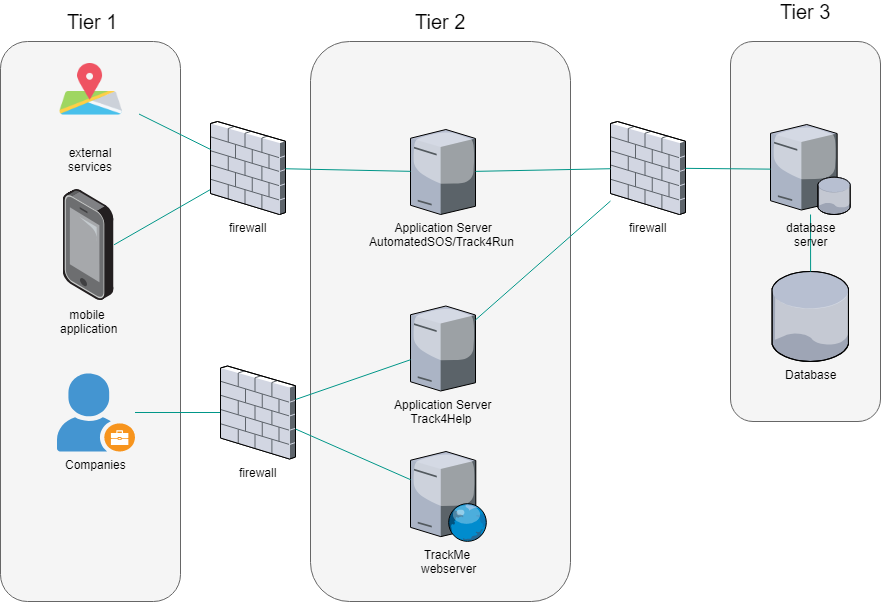 Tier 1
Tier 2
Tier 3
external
services
mobile
application
Companies
firewall
firewall
Application Server
AutomatedSOS/Track4Run
Application Server
Track4Help
TrackMe
webserver
firewall
database
server
Database